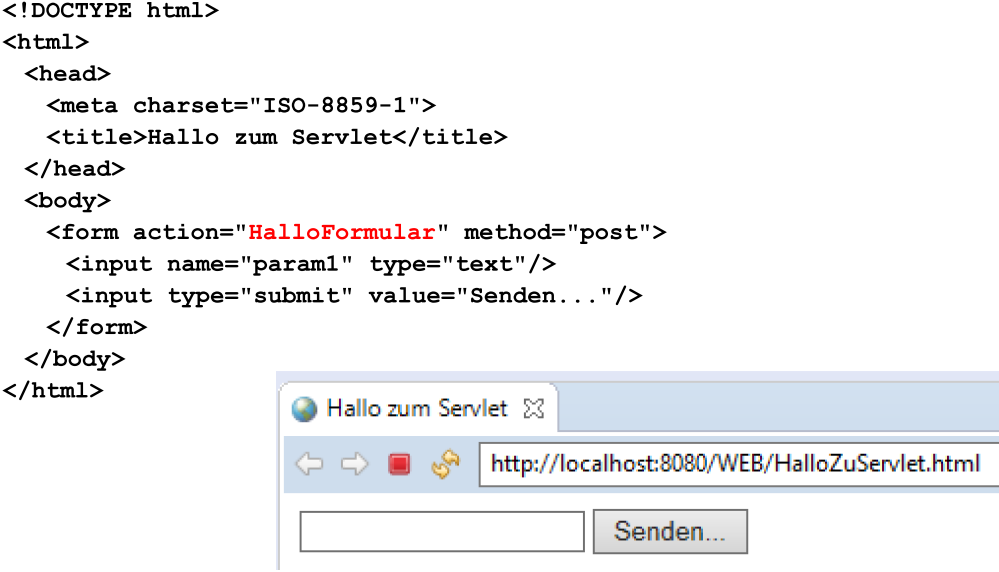 <!DOCTYPE html>
<html>
<head>
<meta charset="ISO-8859-1">
<title>Hallo zum Servlet</title>
</head>
<body>
<form action="HalloFormular" method="post">
<input name="param1" type="text"/>
<input type="submit" value="Senden..."/>
</form>
</body>
</html>
Hallo zum Servlet
http://localhost:8080/WEB/HalloZuServlet.html
Senden...